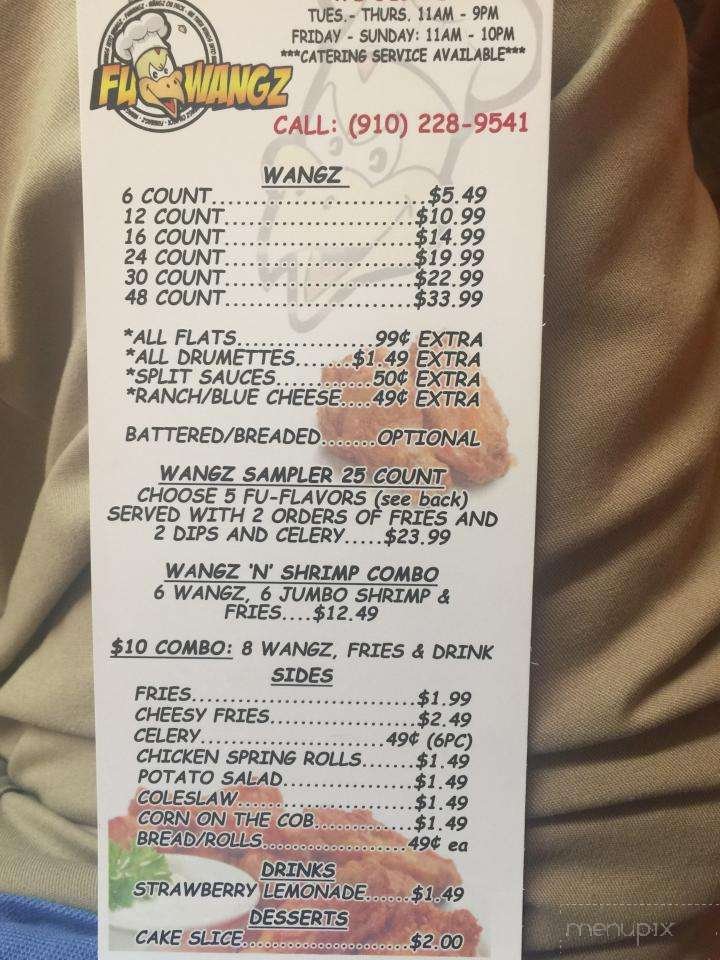 TUES.- THURS. 11AM - 9PM
FRIDAY - SUNDAY: 11AM - 10PM
***CATERING SERVICE AVAILABLE***
FU WANGZ
CALL: (910) 228-9541
WANGZ
6 COUNT..........................$5.49
12 COUNT.......................$10.99
16 COUNT.......................$14.99
24 COUNT.......................$19.99
30 COUNT.......................$22.99
48 COUNT.......................$33.99
*ALL FLATS.................99¢ EXTRA
*ALL DRUMETTES.......$1.49 EXTRA
*SPLIT SAUCES............50¢ EXTRA
*RANCH/BLUE CHEESE....49¢ EXTRA
BATTERED/BREADED.......OPTIONAL
WANGZ SAMPLER 25 COUNT
CHOOSE 5 FU-FLAVORS (see back)
SERVED WITH 2 ORDERS OF FRIES AND
2 DIPS AND CELERY.....$23.99
WANGZ 'N' SHRIMP COMBO
6 WANGZ, 6 JUMBO SHRIMP &
FRIES....$12.49
$10 COMBO: 8 WANGZ, FRIES & DRINK
SIDES
FRIES...........................$1.99
CHEESY FRIES.................$2.49
CELERY......................49¢ (6PC)
CHICKEN SPRING ROLLS......$1.49
POTATO SALAD...............$1.49
COLESLAW.....................$1.49
CORN ON THE COB............$1.49
BREAD/ROLLS..................49¢ ea
DRINKS
STRAWBERRY LEMONADE......$1.49
DESSERTS
CAKE SLICE....................$2.00
menupix